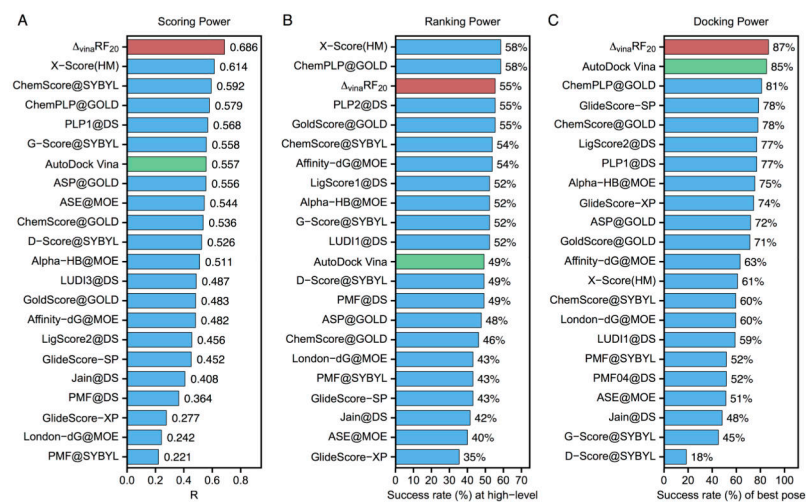 A
Scoring Power
ΔvinaRF20 0.686
X-Score(HM) 0.614
ChemScore@SYBYL 0.592
ChemPLP@GOLD 0.579
PLP1@DS 0.568
G-Score@SYBYL 0.558
AutoDock Vina 0.557
ASP@GOLD 0.556
ASE@MOE 0.544
ChemScore@GOLD 0.536
D-Score@SYBYL 0.526
Alpha-HB@MOE 0.511
LUDI3@DS 0.487
GoldScore@GOLD 0.483
Affinity-dG@MOE 0.482
LigScore2@DS 0.456
GlideScore-SP 0.452
Jain@DS 0.408
PMF@DS 0.364
GlideScore-XP 0.277
London-dG@MOE 0.242
PMF@SYBYL 0.221
0.0 0.2 0.4 0.6 0.8
R
B
Ranking Power
X-Score(HM) 58%
ChemPLP@GOLD 58%
ΔvinaRF20 55%
PLP2@DS 55%
GoldScore@GOLD 55%
ChemScore@SYBYL 54%
Affinity-dG@MOE 54%
LigScore1@DS 52%
Alpha-HB@MOE 52%
G-Score@SYBYL 52%
LUDI1@DS 52%
AutoDock Vina 49%
D-Score@SYBYL 49%
PMF@DS 49%
ASP@GOLD 48%
ChemScore@GOLD 46%
London-dG@MOE 43%
PMF@SYBYL 43%
GlideScore-SP 43%
Jain@DS 42%
ASE@MOE 40%
GlideScore-XP 35%
0 10 20 30 40 50 60 70
Success rate (%) at high-level
C
Docking Power
ΔvinaRF20 87%
AutoDock Vina 85%
ChemPLP@GOLD 81%
GlideScore-SP 78%
ChemScore@GOLD 78%
LigScore2@DS 77%
PLP1@DS 77%
Alpha-HB@MOE 75%
GlideScore-XP 74%
ASP@GOLD 72%
GoldScore@GOLD 71%
Affinity-dG@MOE 63%
X-Score(HM) 61%
ChemScore@SYBYL 60%
London-dG@MOE 60%
LUDI1@DS 59%
PMF@SYBYL 52%
PMF04@DS 52%
ASE@MOE 51%
Jain@DS 48%
G-Score@SYBYL 45%
D-Score@SYBYL 18%
0 20 40 60 80 100
Success rate (%) of best pose